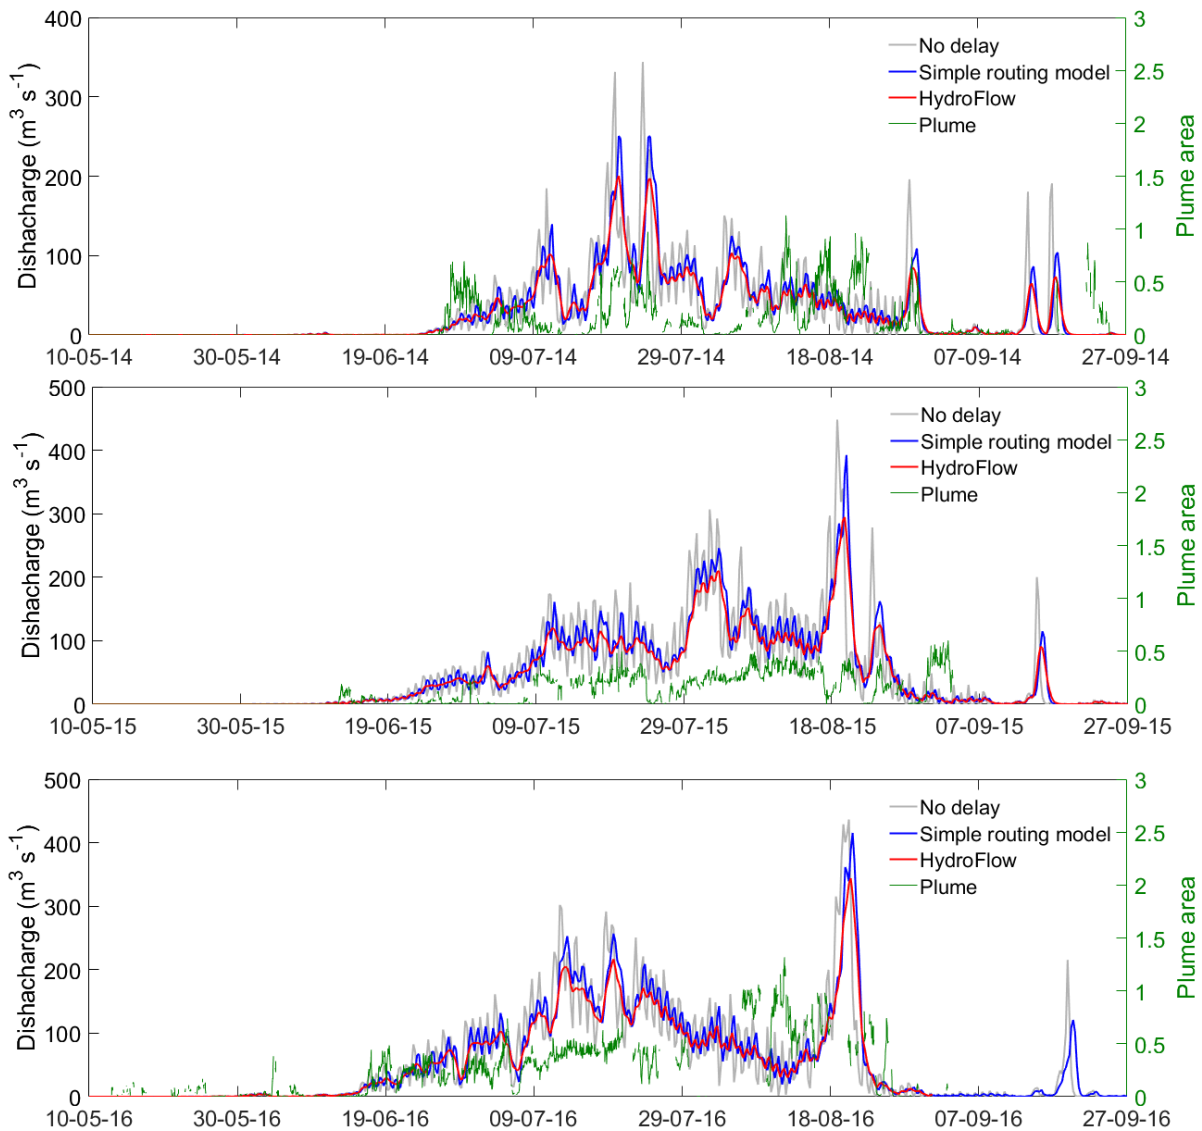 400
300
200
100
0
Dishacharge (m³ s⁻¹)
3
2.5
2
1.5
1
0.5
0
Plume area
No delay
Simple routing model
HydroFlow
Plume
10-05-14 30-05-14 19-06-14 09-07-14 29-07-14 18-08-14 07-09-14 27-09-14
500
400
300
200
100
0
Dishacharge (m³ s⁻¹)
3
2.5
2
1.5
1
0.5
0
Plume area
No delay
Simple routing model
HydroFlow
Plume
10-05-15 30-05-15 19-06-15 09-07-15 29-07-15 18-08-15 07-09-15 27-09-15
500
400
300
200
100
0
Dishacharge (m³ s⁻¹)
3
2.5
2
1.5
1
0.5
0
Plume area
No delay
Simple routing model
HydroFlow
Plume
10-05-16 30-05-16 19-06-16 09-07-16 29-07-16 18-08-16 07-09-16 27-09-16